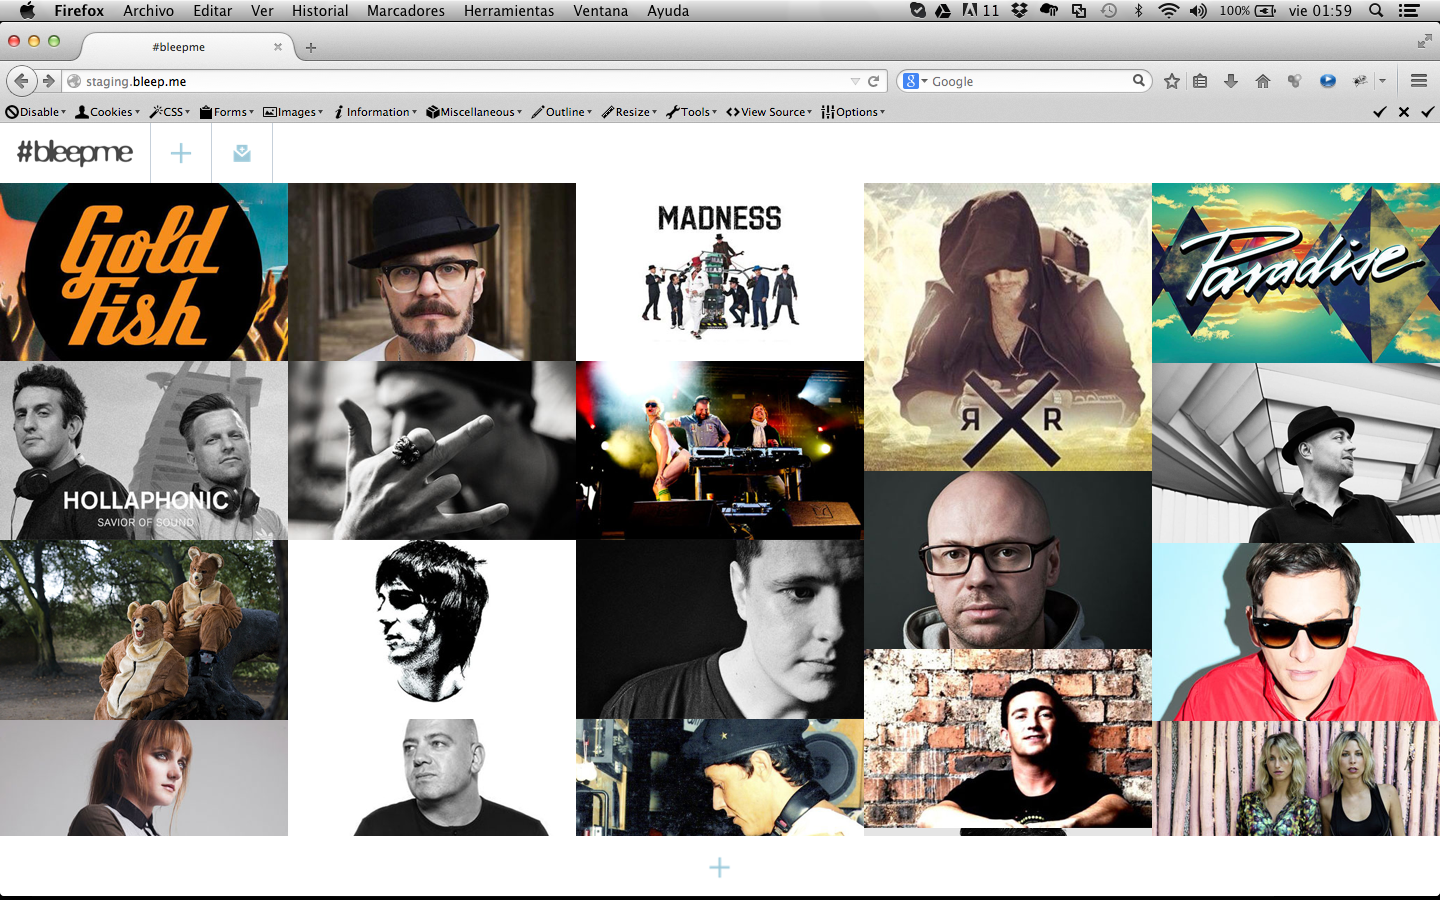 Firefox Archivo Editar Ver Historial Marcadores Herramientas Ventana Ayuda 11 100% vie 01:59
#bleepme
staging.bleep.me Google
Disable Cookies CSS Forms Images Information Miscellaneous Outline Resize Tools View Source Options
#bleepme
Gold
Fish
MADNESS
R X R
Paradise
HOLLAPHONIC
SAVIOR OF SOUND